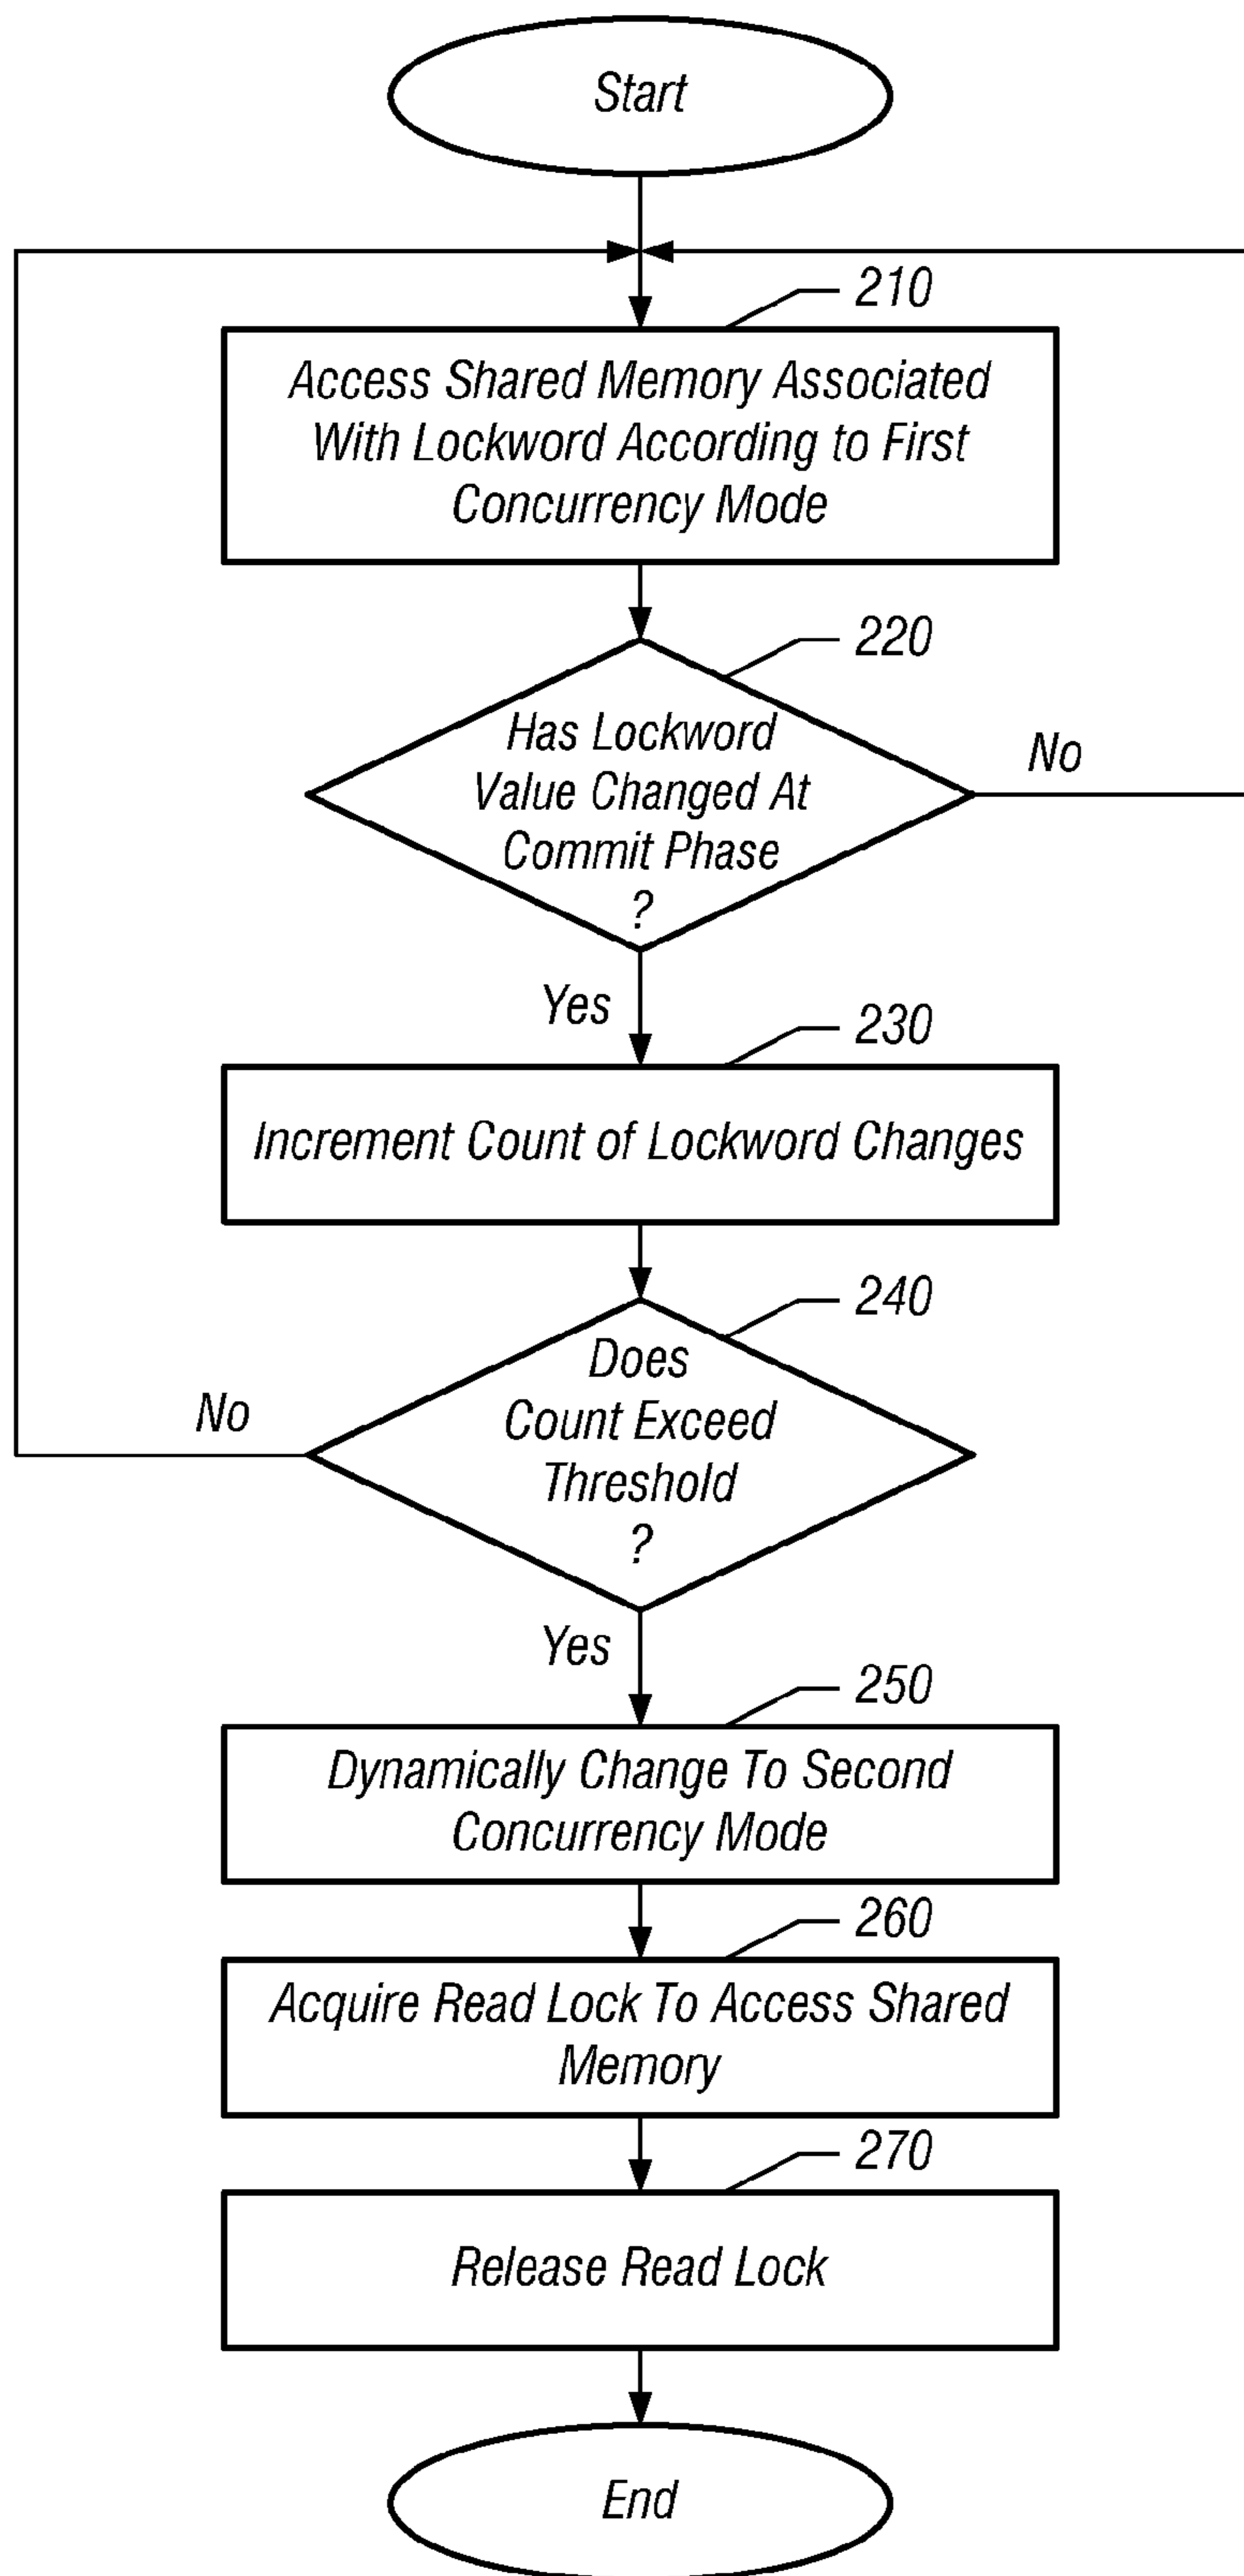 Start
210
Access Shared Memory Associated
With Lockword According to First
Concurrency Mode
220
Has Lockword
Value Changed At
Commit Phase
?
No
Yes
230
Increment Count of Lockword Changes
240
Does
Count Exceed
Threshold
?
No
Yes
250
Dynamically Change To Second
Concurrency Mode
260
Acquire Read Lock To Access Shared
Memory
270
Release Read Lock
End